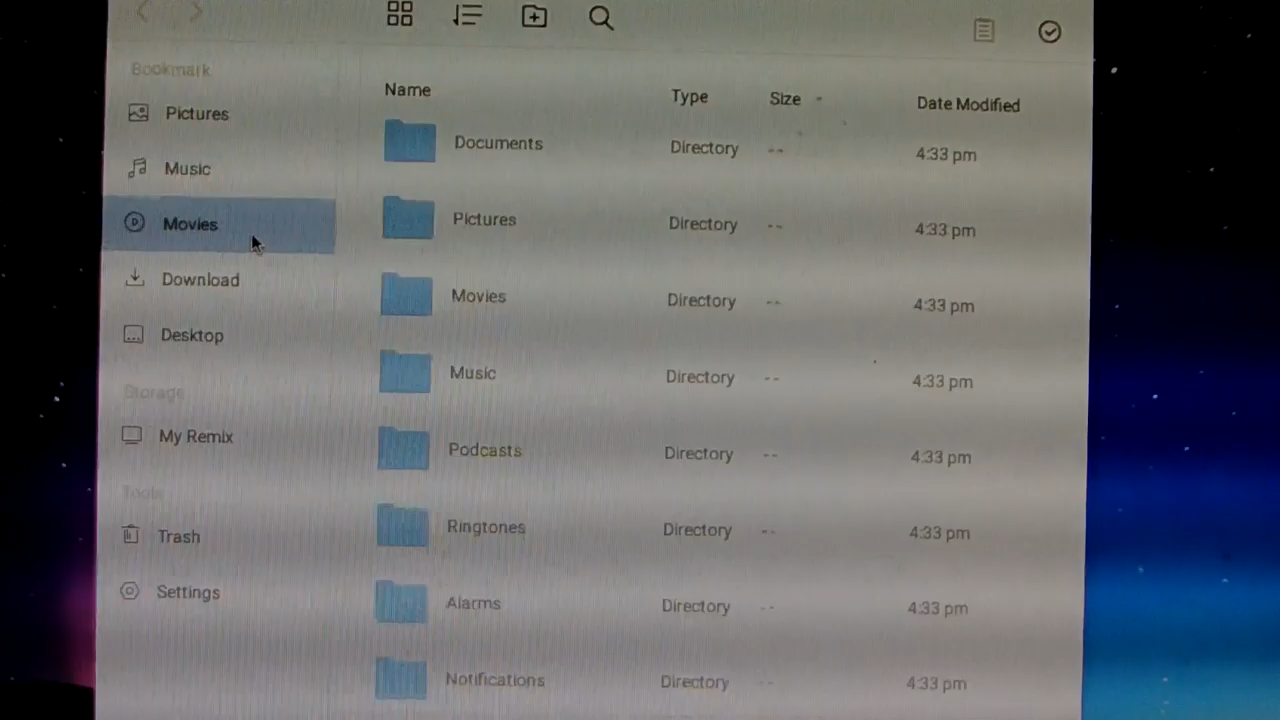 Bookmark
Pictures
Music
Movies
Download
Desktop
Storage
My Remix
Tools
Trash
Settings
Name Type Size Date Modified
Documents Directory -- 4:33 pm
Pictures Directory -- 4:33 pm
Movies Directory -- 4:33 pm
Music Directory -- 4:33 pm
Podcasts Directory -- 4:33 pm
Ringtones Directory -- 4:33 pm
Alarms Directory -- 4:33 pm
Notifications Directory -- 4:33 pm